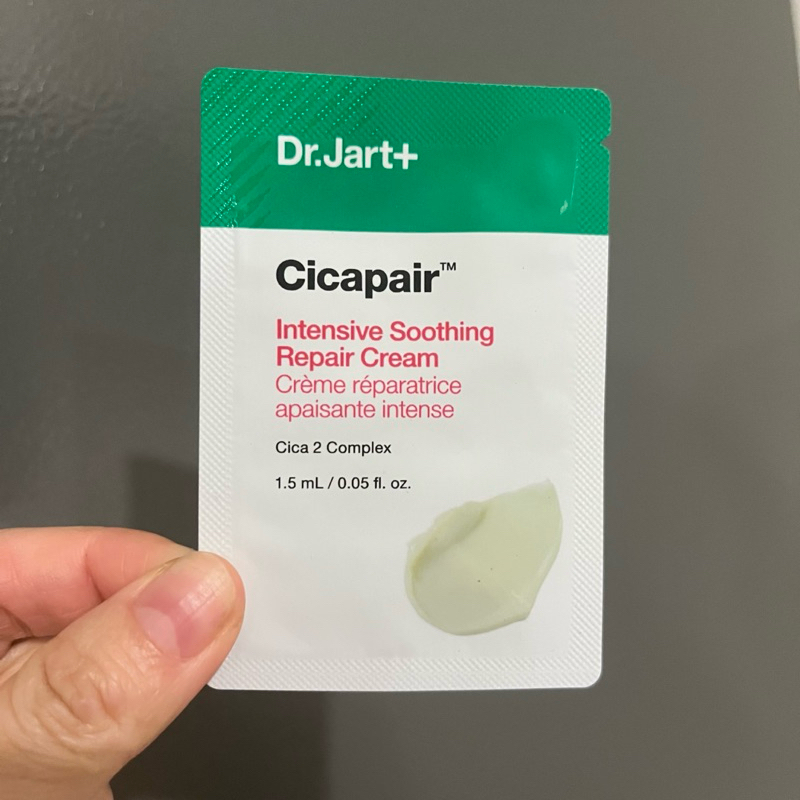 Dr.Jart+
Cicapair™
Intensive Soothing
Repair Cream
Crème réparatrice
apaisante intense
Cica 2 Complex
1.5 mL / 0.05 fl. oz.